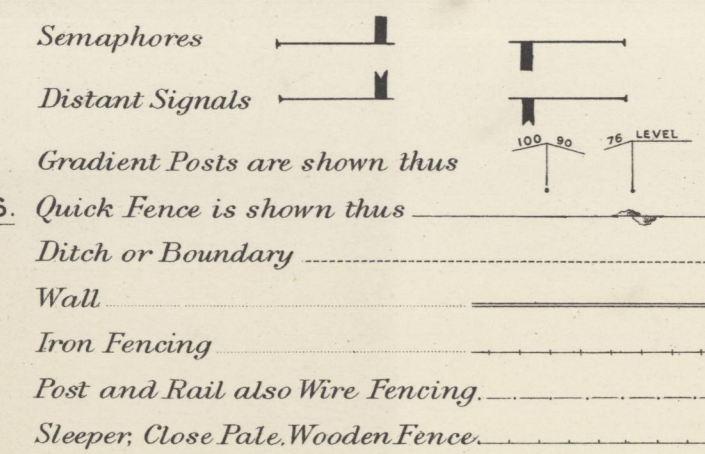 Semaphores
Distant Signals
Gradient Posts are shown thus 100 90 76 LEVEL
6. Quick Fence is shown thus
Ditch or Boundary
Wall
Iron Fencing
Post and Rail also Wire Fencing.
Sleeper, Close Pale, Wooden Fence.